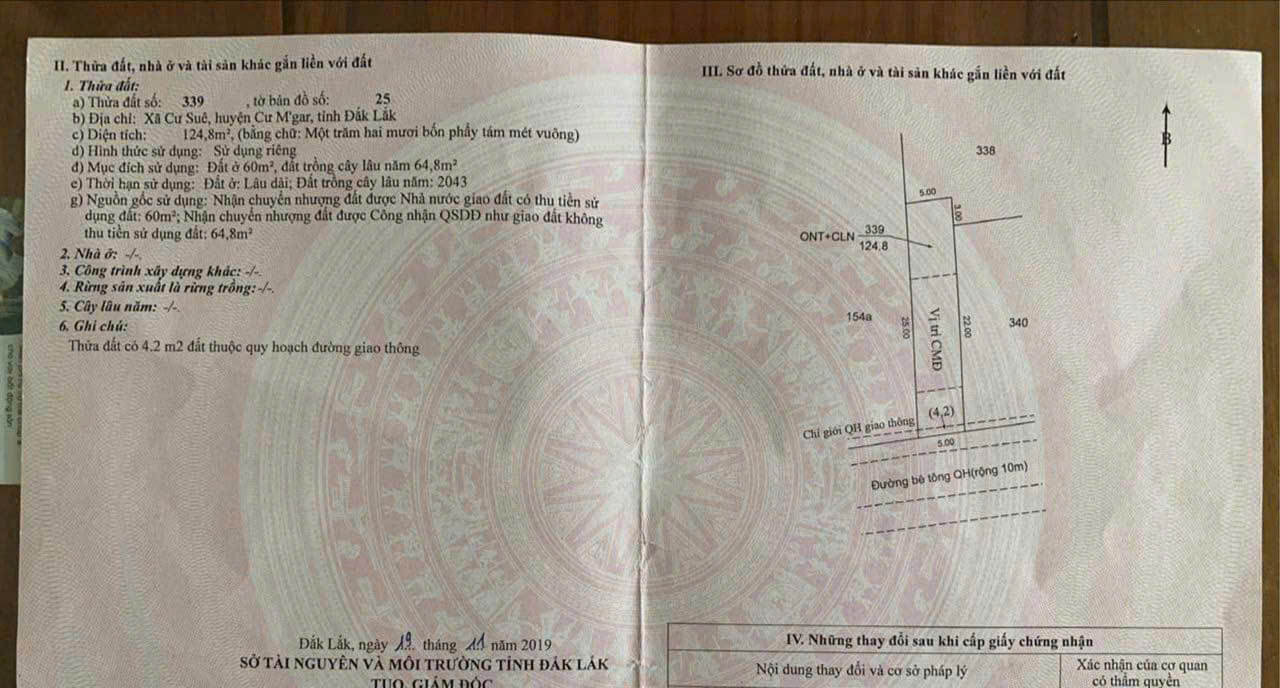 II. Thửa đất, nhà ở và tài sản khác gắn liền với đất
1. Thửa đất:
a) Thửa đất số: 339 , tờ bản đồ số: 25
b) Địa chỉ: Xã Cư Suê, huyện Cư M'gar, tỉnh Đắk Lắk
c) Diện tích: 124,8m², (bằng chữ: Một trăm hai mươi bốn phẩy tám mét vuông)
d) Hình thức sử dụng: Sử dụng riêng
đ) Mục đích sử dụng: Đất ở 60m², đất trồng cây lâu năm 64,8m²
e) Thời hạn sử dụng: Đất ở: Lâu dài; Đất trồng cây lâu năm: 2043
g) Nguồn gốc sử dụng: Nhận chuyển nhượng đất được Nhà nước giao đất có thu tiền sử
dụng đất: 60m²; Nhận chuyển nhượng đất được Công nhận QSDĐ như giao đất không
thu tiền sử dụng đất: 64,8m²
2. Nhà ở: -/-.
3. Công trình xây dựng khác: -/-.
4. Rừng sản xuất là rừng trồng: -/-.
5. Cây lâu năm: -/-.
6. Ghi chú:
Thửa đất có 4.2 m2 đất thuộc quy hoạch đường giao thông
Đắk Lắk, ngày 19. tháng 11 năm 2019
SỞ TÀI NGUYÊN VÀ MÔI TRƯỜNG TỈNH ĐẮK LẮK
TUQ. GIÁM ĐỐC
III. Sơ đồ thửa đất, nhà ở và tài sản khác gắn liền với đất
B
338
5.00
3.00
ONT+CLN 339
124,8
154a
25.00
Vị trí CMĐ
22.00
340
(4,2)
Chỉ giới QH giao thông
5.00
Đường bê tông QH(rộng 10m)
IV. Những thay đổi sau khi cấp giấy chứng nhận
Nội dung thay đổi và cơ sở pháp lý
Xác nhận của cơ quan
có thẩm quyền